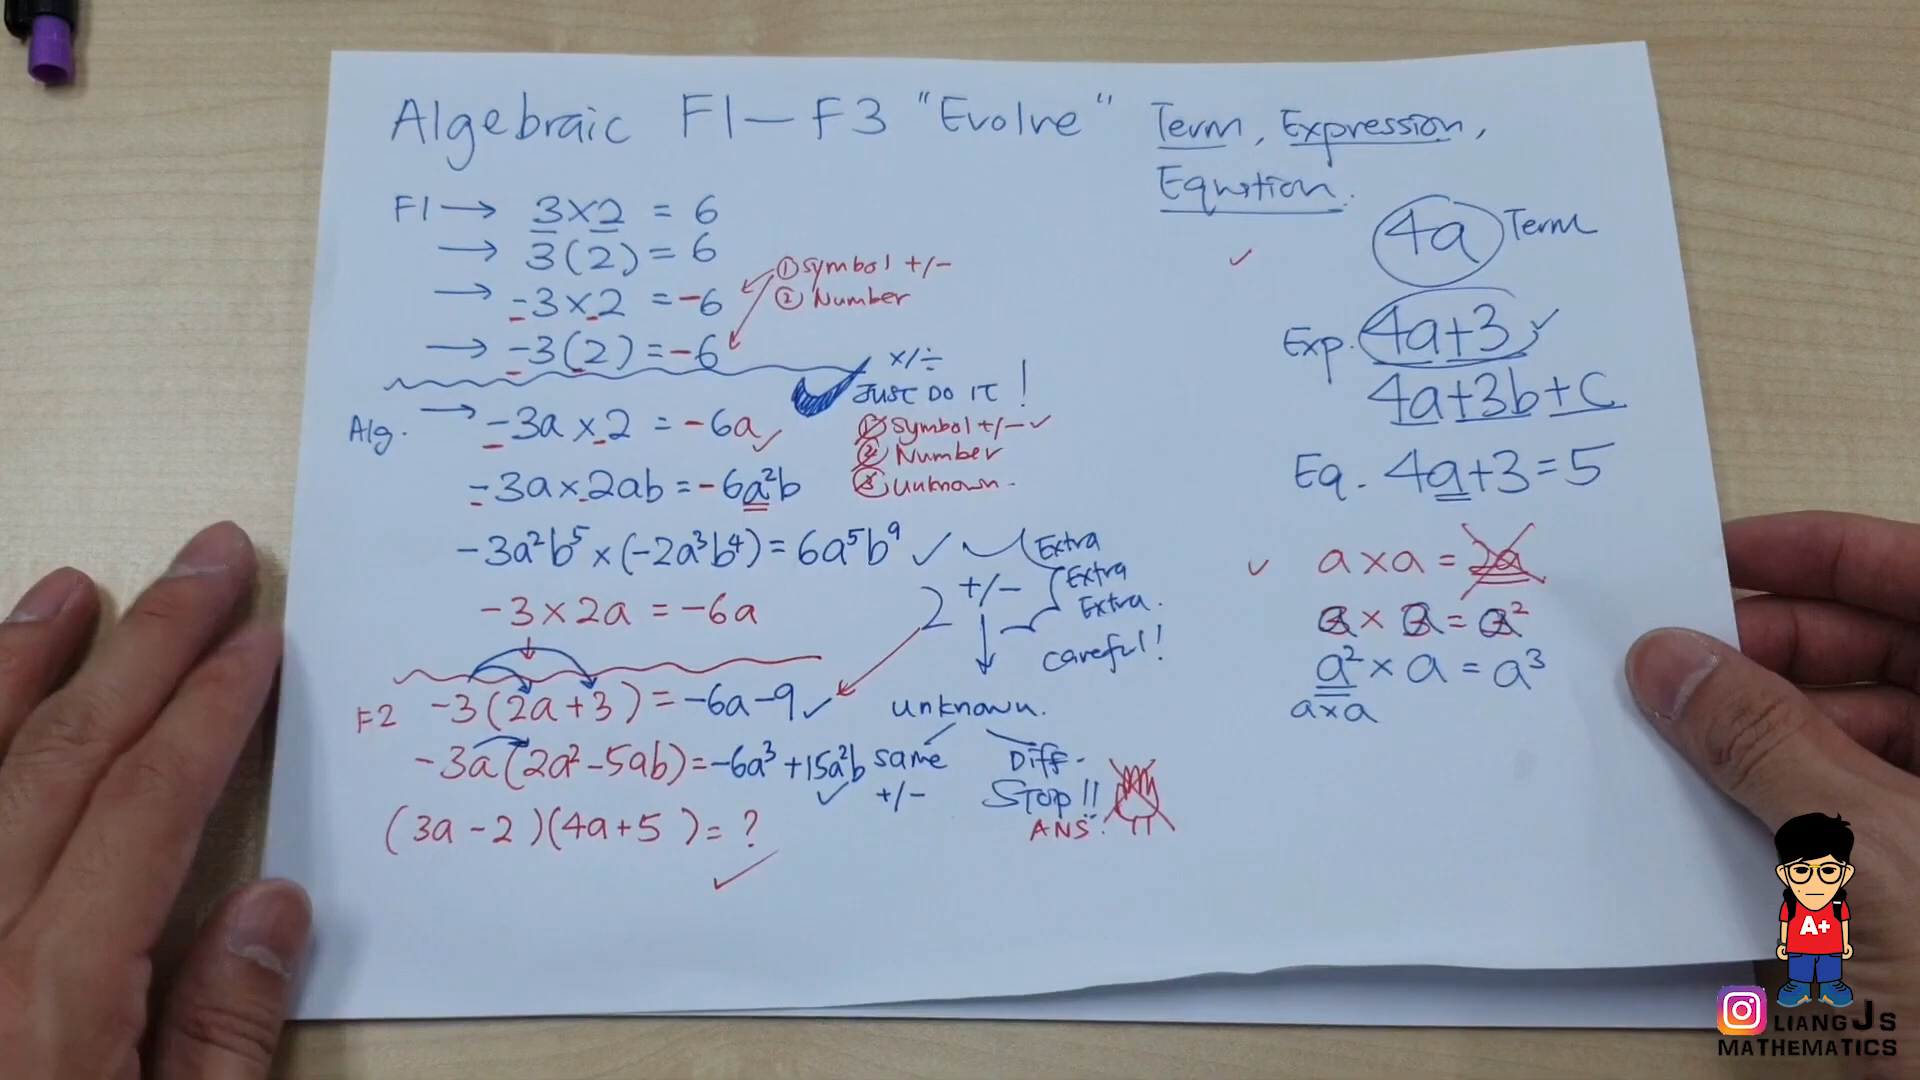 Algebraic F1 — F3 "Evolve"
F1 → 3 × 2 = 6
→ 3(2) = 6
→ -3 × 2 = -6
→ -3(2) = -6
① symbol +/-
② Number
×/÷
JUST DO IT !
Alg. → -3a × 2 = -6a
-3a × 2ab = -6a²b
① Symbol +/- ✓
② Number
③ unknown.
-3a²b⁵ × (-2a³b⁴) = 6a⁵b⁹ ✓
-3 × 2a = -6a
2 +/-
Extra
Extra
Extra.
careful!
F2 -3(2a+3) = -6a-9 ✓
-3a(2a²-5ab) = -6a³+15a²b ✓
(3a-2)(4a+5) = ?
✓
unknown.
same
+/-
Diff-
STOP!!
ANS.
Term, Expression,
Equation.
✓ 4a Term
Exp. 4a+3 ✓
4a+3b+c
Eq. 4a+3=5
✓ a×a = 2a
a × a = a²
a² × a = a³
a×a
A+
LIANGJS
MATHEMATICS